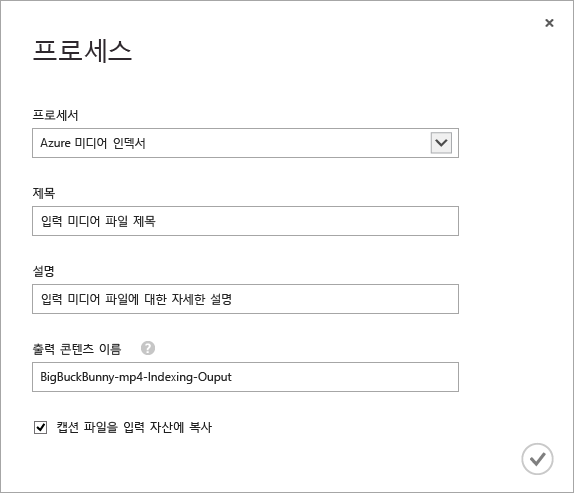 프로세스
프로세서
Azure 미디어 인덱서
제목
입력 미디어 파일 제목
설명
입력 미디어 파일에 대한 자세한 설명
출력 콘텐츠 이름 ?
BigBuckBunny-mp4-Indexing-Ouput
캡션 파일을 입력 자산에 복사